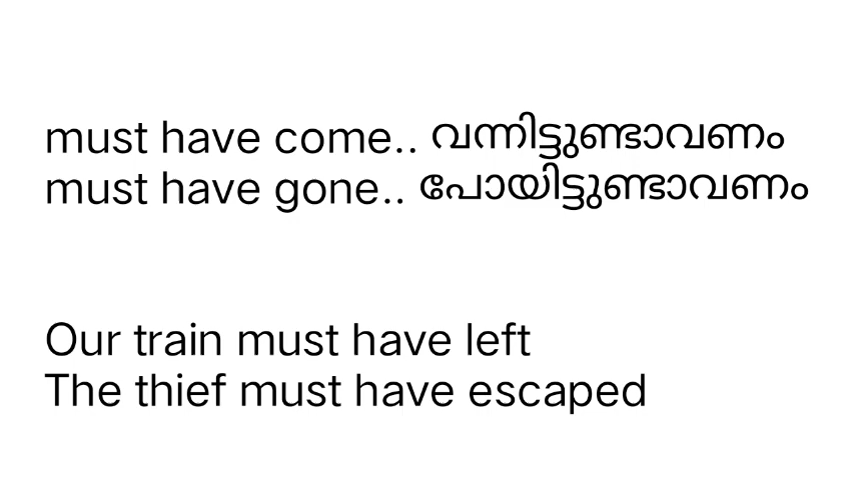 must have come.. വന്നിട്ടുണ്ടാവണം
must have gone.. പോയിട്ടുണ്ടാവണം
Our train must have left
The thief must have escaped